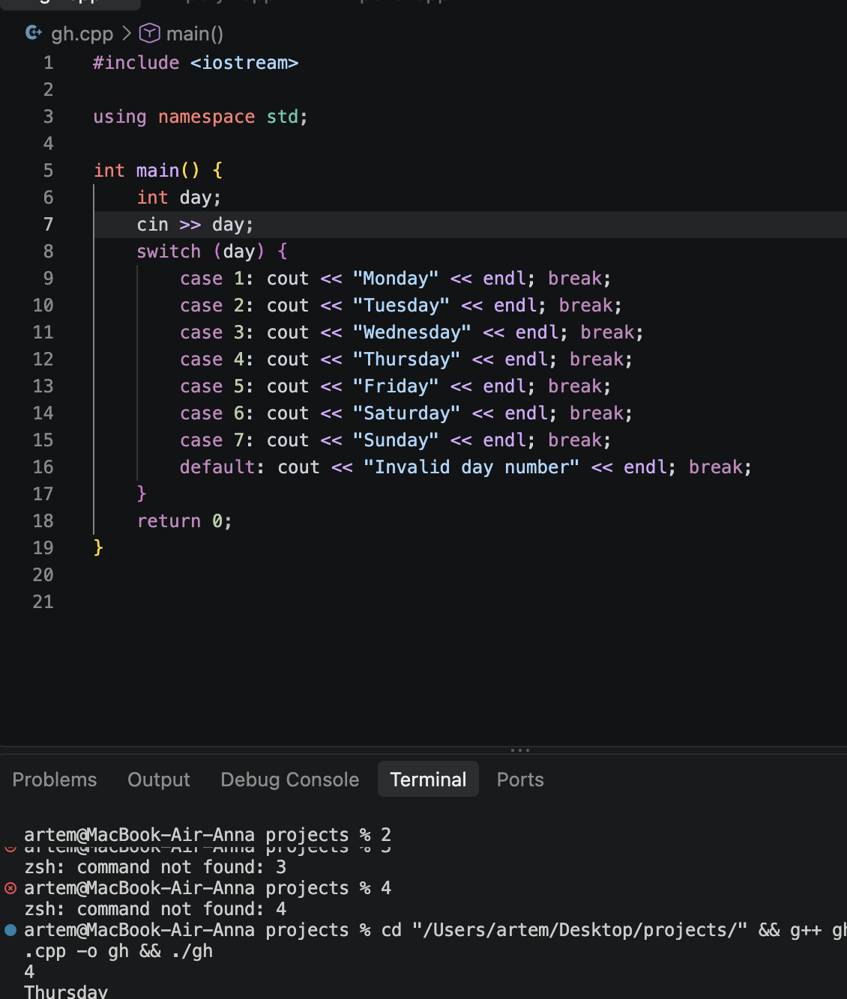 gh.cpp > main()
1 #include <iostream>
2
3 using namespace std;
4
5 int main() {
6 int day;
7 cin >> day;
8 switch (day) {
9 case 1: cout << "Monday" << endl; break;
10 case 2: cout << "Tuesday" << endl; break;
11 case 3: cout << "Wednesday" << endl; break;
12 case 4: cout << "Thursday" << endl; break;
13 case 5: cout << "Friday" << endl; break;
14 case 6: cout << "Saturday" << endl; break;
15 case 7: cout << "Sunday" << endl; break;
16 default: cout << "Invalid day number" << endl; break;
17 }
18 return 0;
19 }
20
21
Problems Output Debug Console Terminal Ports
artem@MacBook-Air-Anna projects % 2
artem@MacBook-Air-Anna projects % 3
zsh: command not found: 3
artem@MacBook-Air-Anna projects % 4
zsh: command not found: 4
artem@MacBook-Air-Anna projects % cd "/Users/artem/Desktop/projects/" && g++ gh
.cpp -o gh && ./gh
4
Thursday